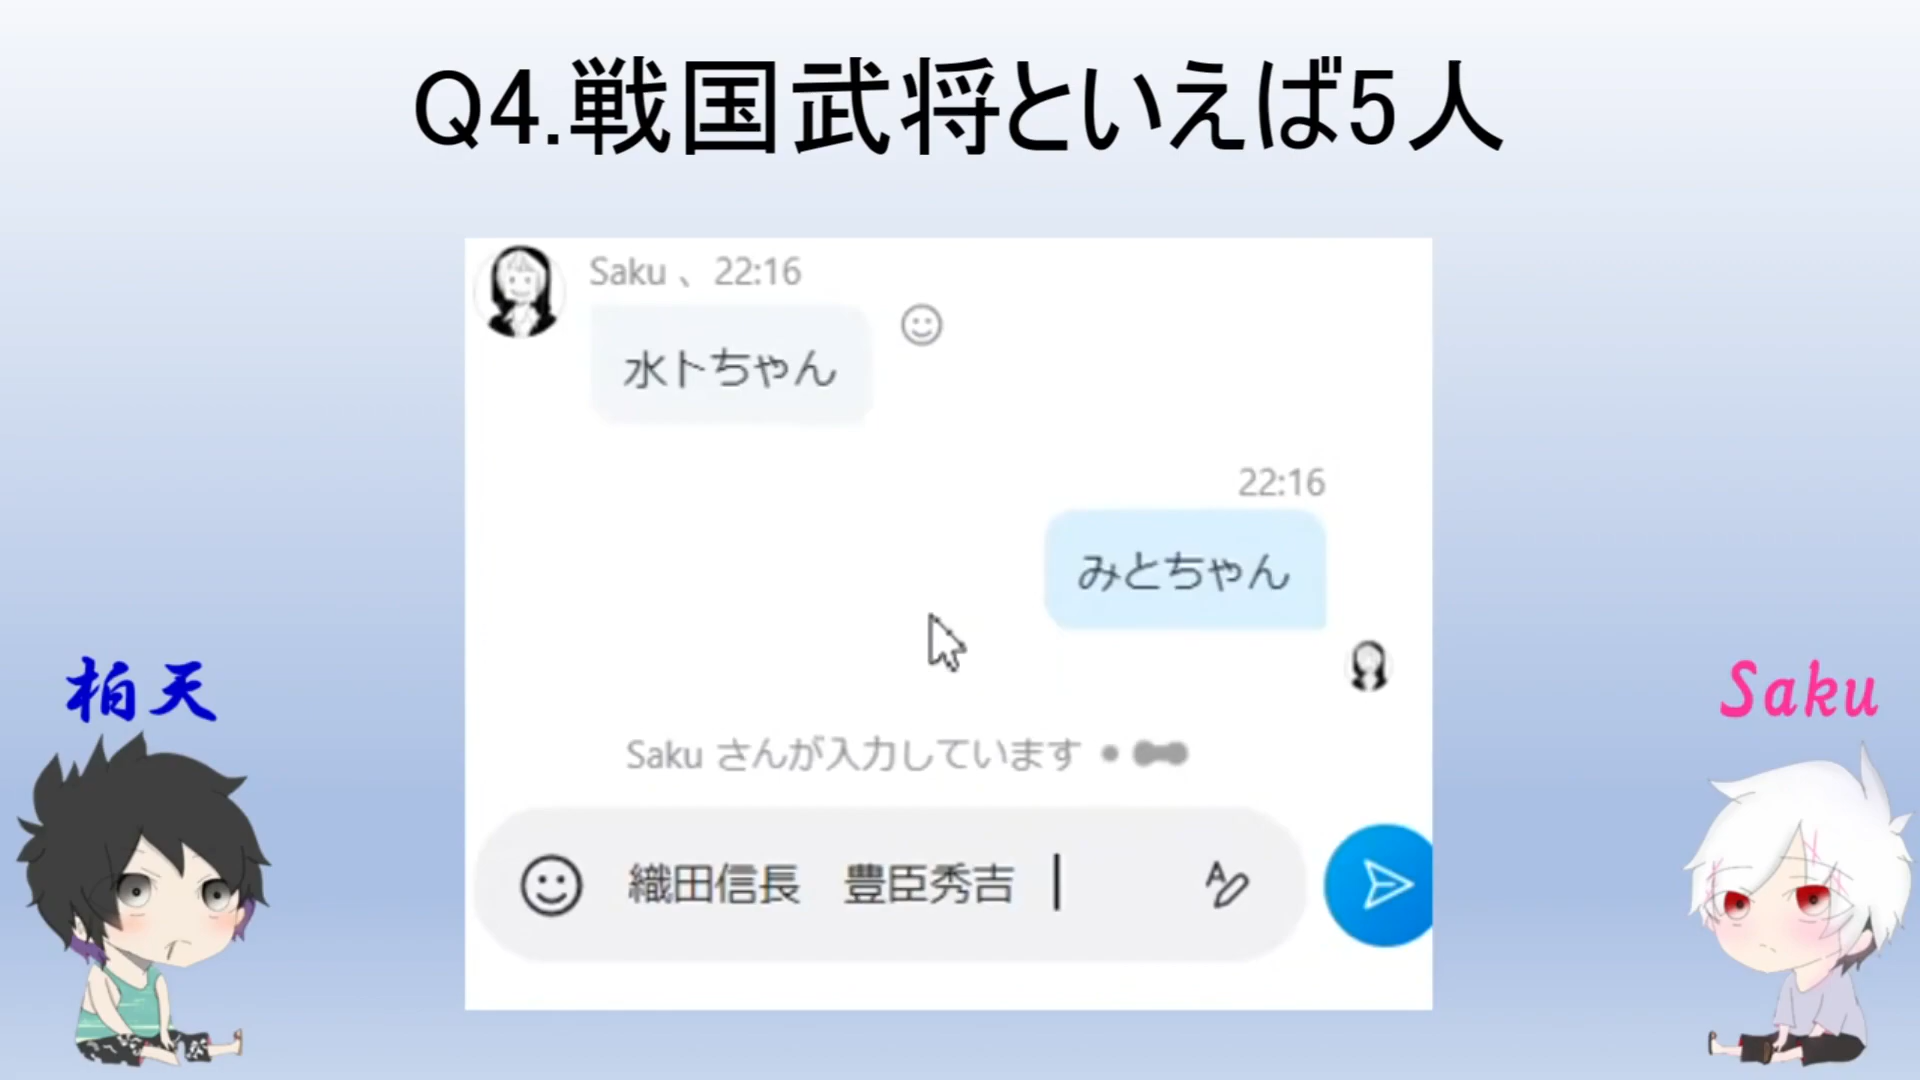 Q4.戦国武将といえば5人
Saku 、22:16
水トちゃん
22:16
みとちゃん
Saku さんが入力しています
織田信長　豊臣秀吉
柏天
Saku